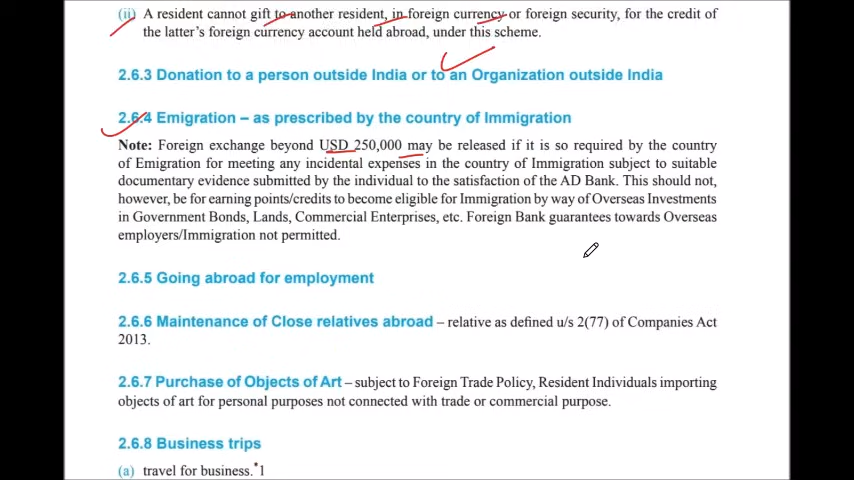 (ii) A resident cannot gift to another resident, in foreign currency or foreign security, for the credit of
the latter's foreign currency account held abroad, under this scheme.
2.6.3 Donation to a person outside India or to an Organization outside India
2.6.4 Emigration – as prescribed by the country of Immigration
Note: Foreign exchange beyond USD 250,000 may be released if it is so required by the country
of Emigration for meeting any incidental expenses in the country of Immigration subject to suitable
documentary evidence submitted by the individual to the satisfaction of the AD Bank. This should not,
however, be for earning points/credits to become eligible for Immigration by way of Overseas Investments
in Government Bonds, Lands, Commercial Enterprises, etc. Foreign Bank guarantees towards Overseas
employers/Immigration not permitted.
2.6.5 Going abroad for employment
2.6.6 Maintenance of Close relatives abroad – relative as defined u/s 2(77) of Companies Act
2013.
2.6.7 Purchase of Objects of Art – subject to Foreign Trade Policy, Resident Individuals importing
objects of art for personal purposes not connected with trade or commercial purpose.
2.6.8 Business trips
(a) travel for business.*1